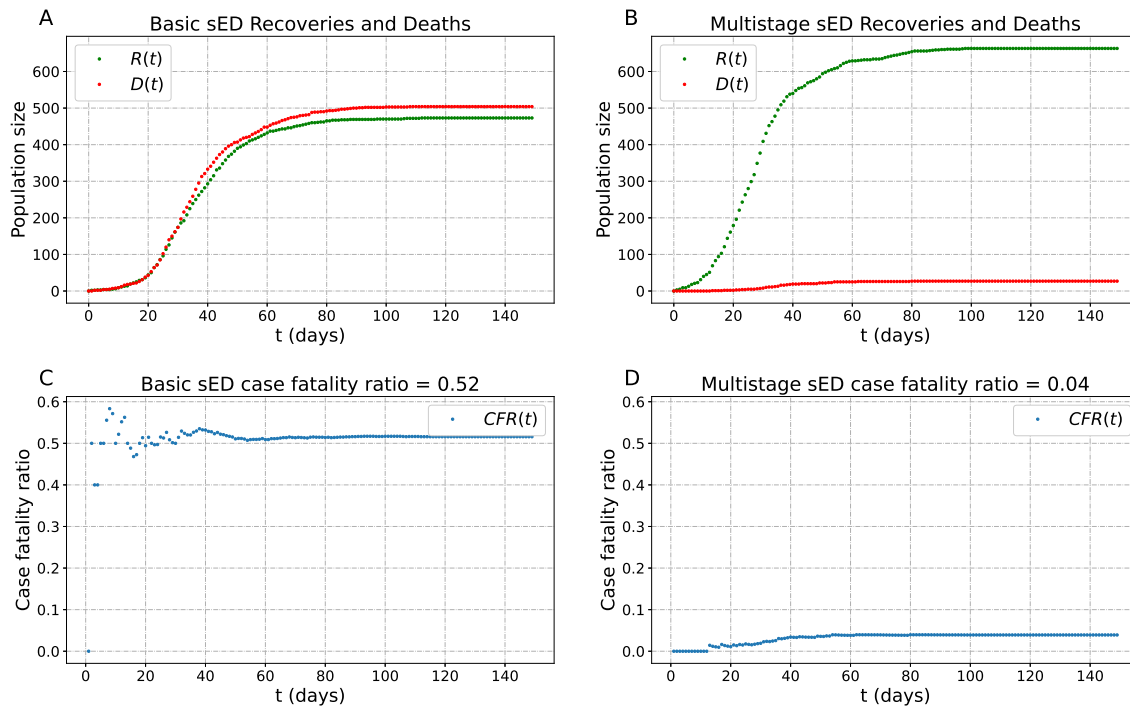 A
Basic sED Recoveries and Deaths
R(t)
D(t)
Population size
600
500
400
300
200
100
0
0 20 40 60 80 100 120 140
t (days)
B
Multistage sED Recoveries and Deaths
R(t)
D(t)
Population size
600
500
400
300
200
100
0
0 20 40 60 80 100 120 140
t (days)
C
Basic sED case fatality ratio = 0.52
CFR(t)
Case fatality ratio
0.6
0.5
0.4
0.3
0.2
0.1
0.0
0 20 40 60 80 100 120 140
t (days)
D
Multistage sED case fatality ratio = 0.04
CFR(t)
Case fatality ratio
0.6
0.5
0.4
0.3
0.2
0.1
0.0
0 20 40 60 80 100 120 140
t (days)